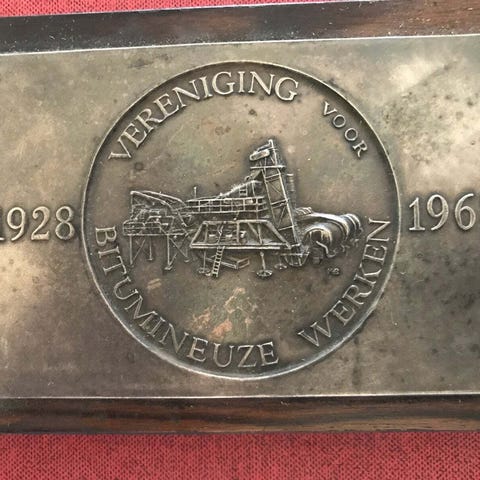 VERENIGING VOOR
BITUMINEUZE WERKEN
1928
196